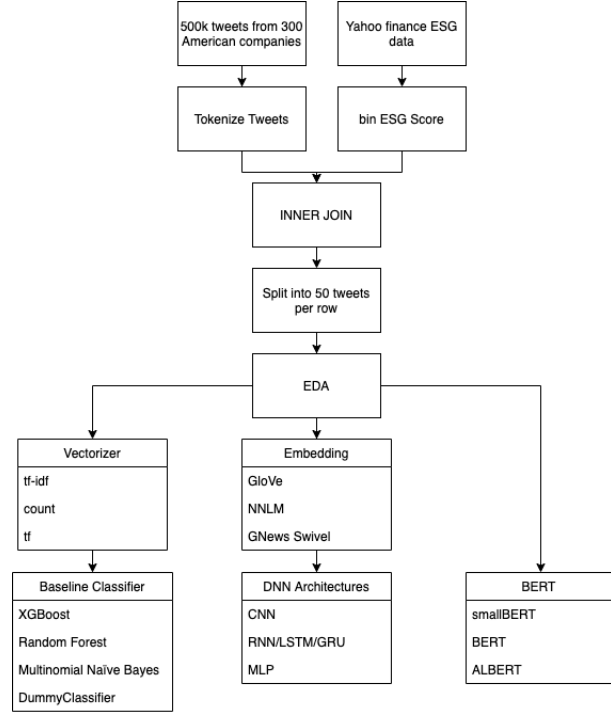 500k tweets from 300
American companies
Yahoo finance ESG
data
Tokenize Tweets
bin ESG Score
INNER JOIN
Split into 50 tweets
per row
EDA
Vectorizer
tf-idf
count
tf
Embedding
GloVe
NNLM
GNews Swivel
Baseline Classifier
XGBoost
Random Forest
Multinomial Naïve Bayes
DummyClassifier
DNN Architectures
CNN
RNN/LSTM/GRU
MLP
BERT
smallBERT
BERT
ALBERT